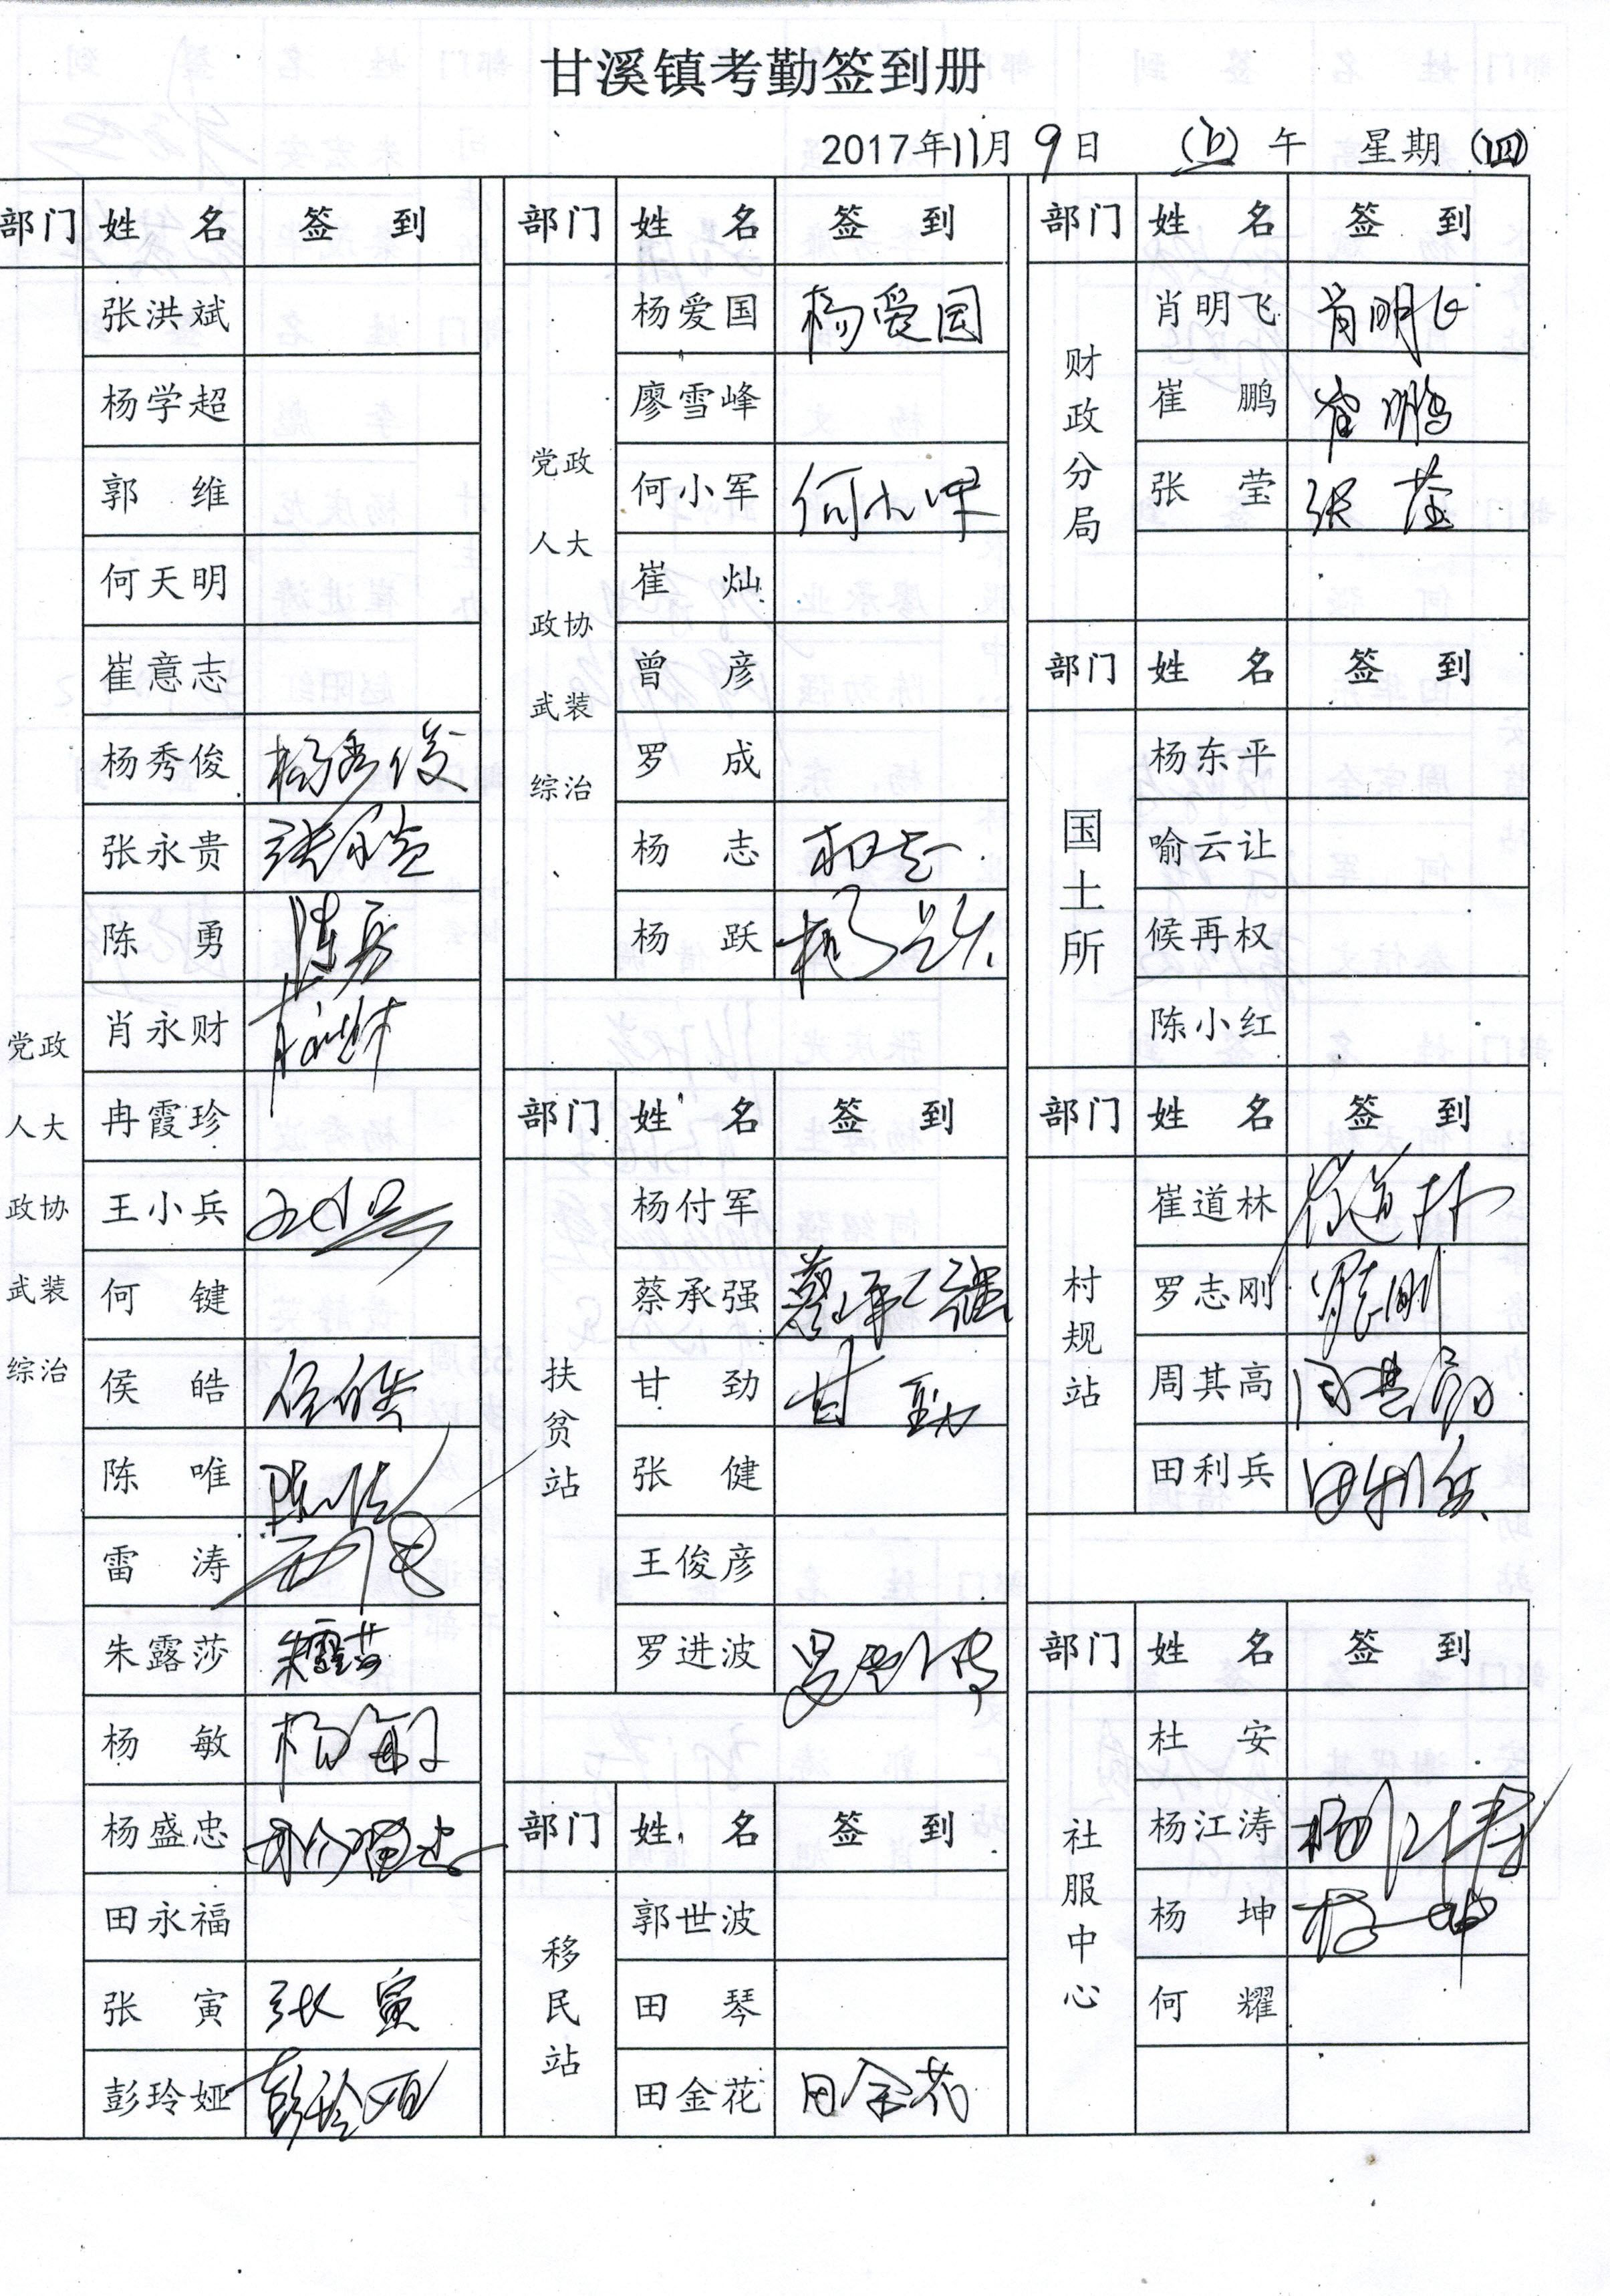 甘溪镇考勤签到册
2017年11月9日 午 星期(四)
部门 姓名 签到
党政
人大
政协
武装
综治
张洪斌
杨学超
郭维
何天明
崔意志
杨秀俊 杨秀俊
张永贵 张永贵
陈勇 陈勇
肖永财 肖永财
冉霞珍
王小兵 王小兵
何键
侯皓 侯皓
陈唯 陈唯
雷涛
朱露莎 朱露莎
杨敏 杨敏
杨盛忠 杨盛忠
田永福
张寅 张寅
彭玲娅 彭玲娅
部门 姓名 签到
党政
人大
政协
武装
综治
杨爱国 杨爱国
廖雪峰
何小军 何小军
崔灿
曾彦
罗成
杨志 杨志
杨跃 杨跃
部门 姓名 签到
扶贫站
杨付军
蔡承强 蔡承强
甘劲 甘劲
张健
王俊彦
罗进波 罗进波
部门 姓名 签到
移民站
郭世波
田琴
田金花 田金花
部门 姓名 签到
财政分局
肖明飞 肖明飞
崔鹏 崔鹏
张莹 张莹
部门 姓名 签到
国土所
杨东平
喻云让
候再权
陈小红
部门 姓名 签到
村规站
崔道林 崔道林
罗志刚 罗志刚
周其高 周其高
田利兵 田利兵
部门 姓名 签到
社服中心
杜安
杨江涛 杨江涛
杨坤 杨坤
何耀